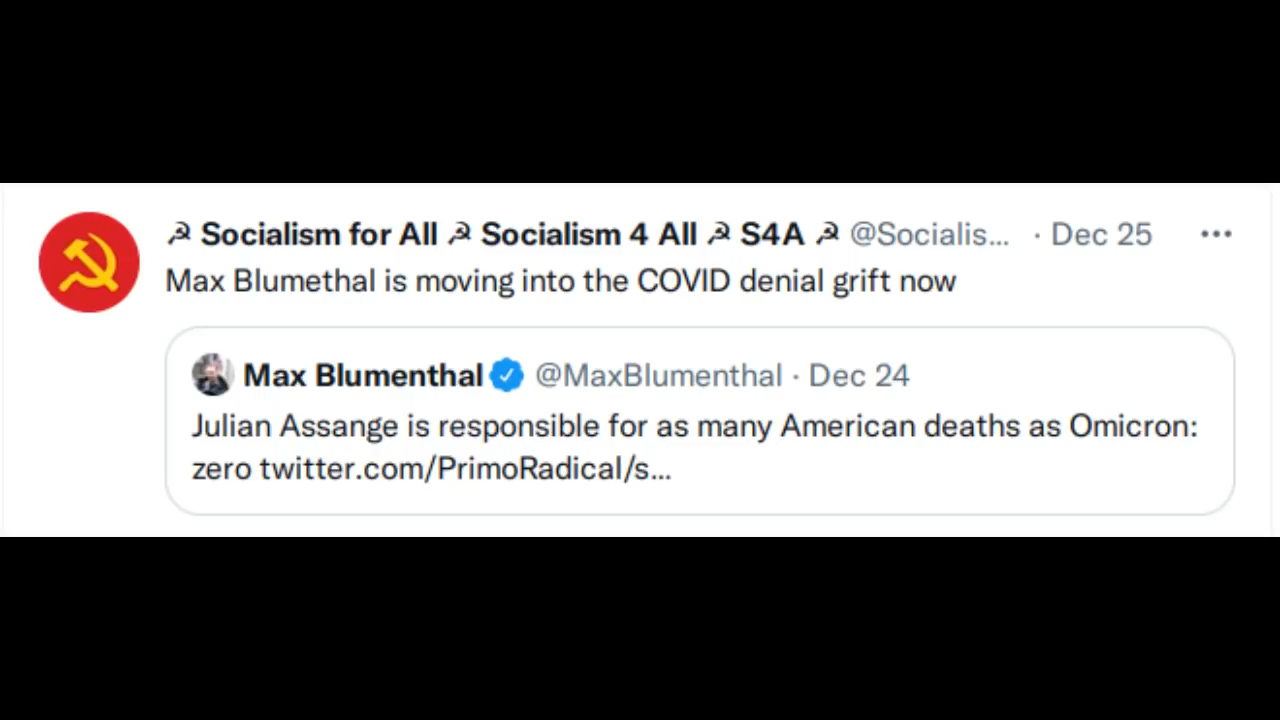 ☭ Socialism for All ☭ Socialism 4 All ☭ S4A ☭ @Socialis... · Dec 25 ···
Max Blumethal is moving into the COVID denial grift now
Max Blumenthal @MaxBlumenthal · Dec 24
Julian Assange is responsible for as many American deaths as Omicron:
zero twitter.com/PrimoRadical/s...